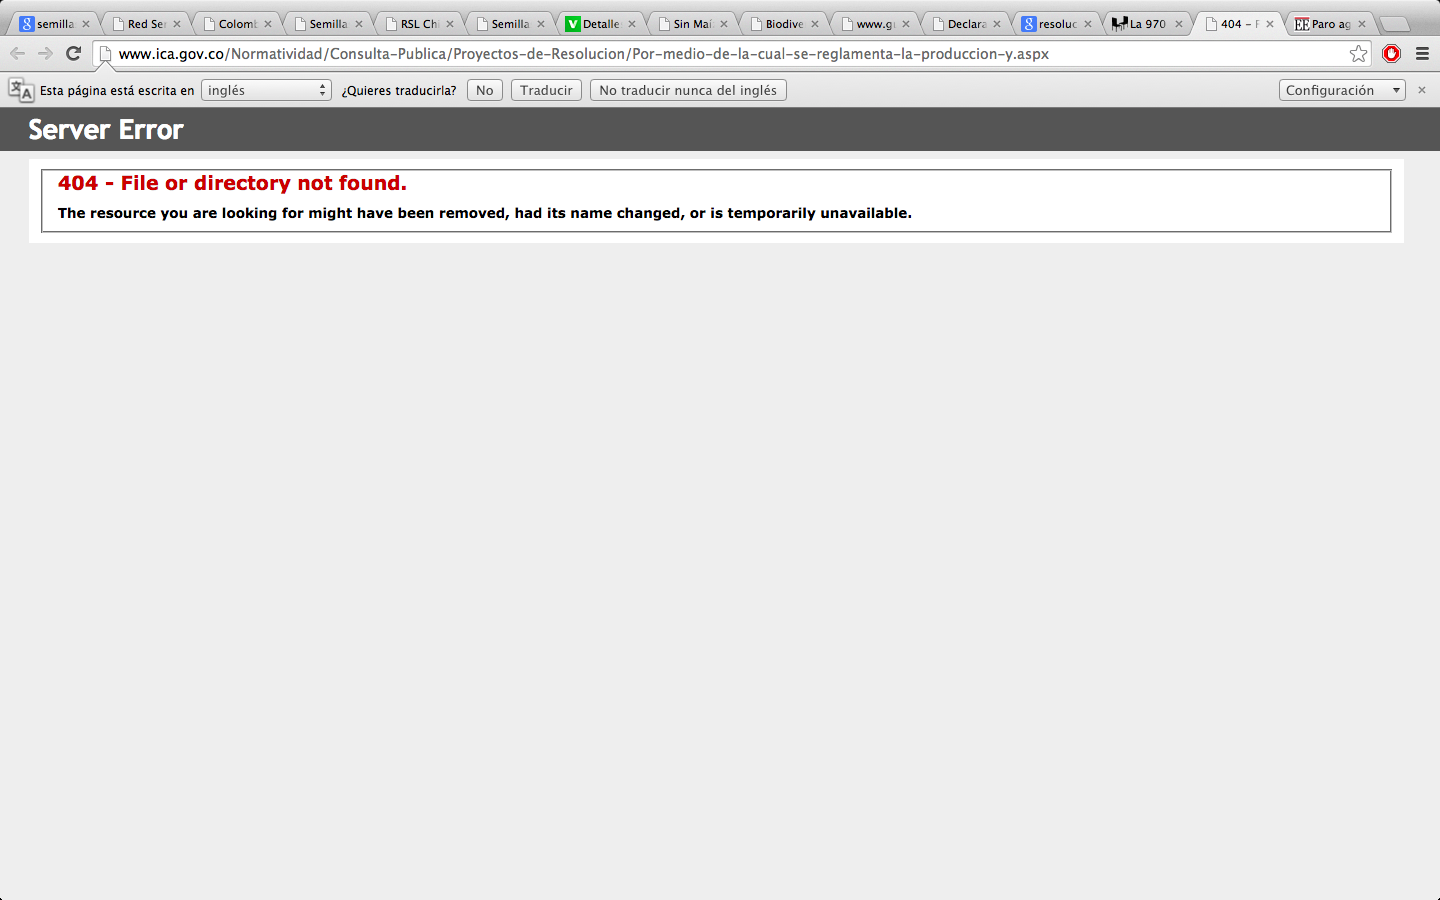 semilla
Red Ser
Colomb
Semilla
RSL Chi
Semilla
Detalle
Sin Maí
Biodive
www.g
Declara
resoluc
La 970
404 – F
Paro ag
www.ica.gov.co/Normatividad/Consulta-Publica/Proyectos-de-Resolucion/Por-medio-de-la-cual-se-reglamenta-la-produccion-y.aspx
Esta página está escrita en inglés ¿Quieres traducirla? No Traducir No traducir nunca del inglés Configuración
Server Error
404 - File or directory not found.
The resource you are looking for might have been removed, had its name changed, or is temporarily unavailable.